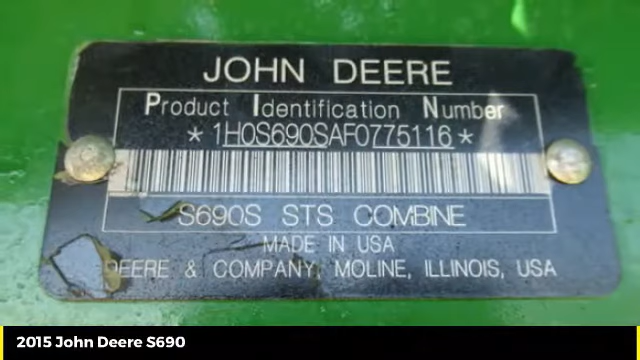 JOHN DEERE
Product Identification Number
*1H0S690SAF0775116*
S690S STS COMBINE
MADE IN USA
DEERE & COMPANY, MOLINE, ILLINOIS, USA
2015 John Deere S690